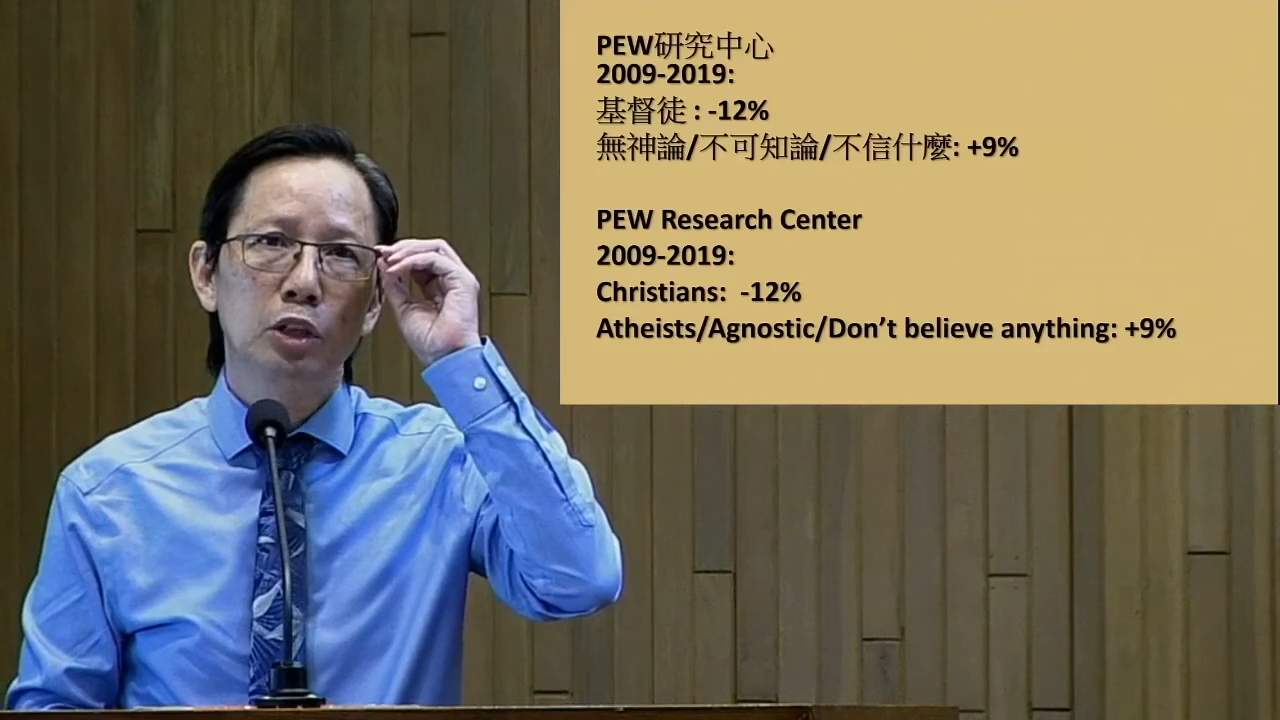 PEW研究中心
2009-2019:
基督徒 : -12%
無神論/不可知論/不信什麼: +9%
PEW Research Center
2009-2019:
Christians:  -12%
Atheists/Agnostic/Don’t believe anything: +9%